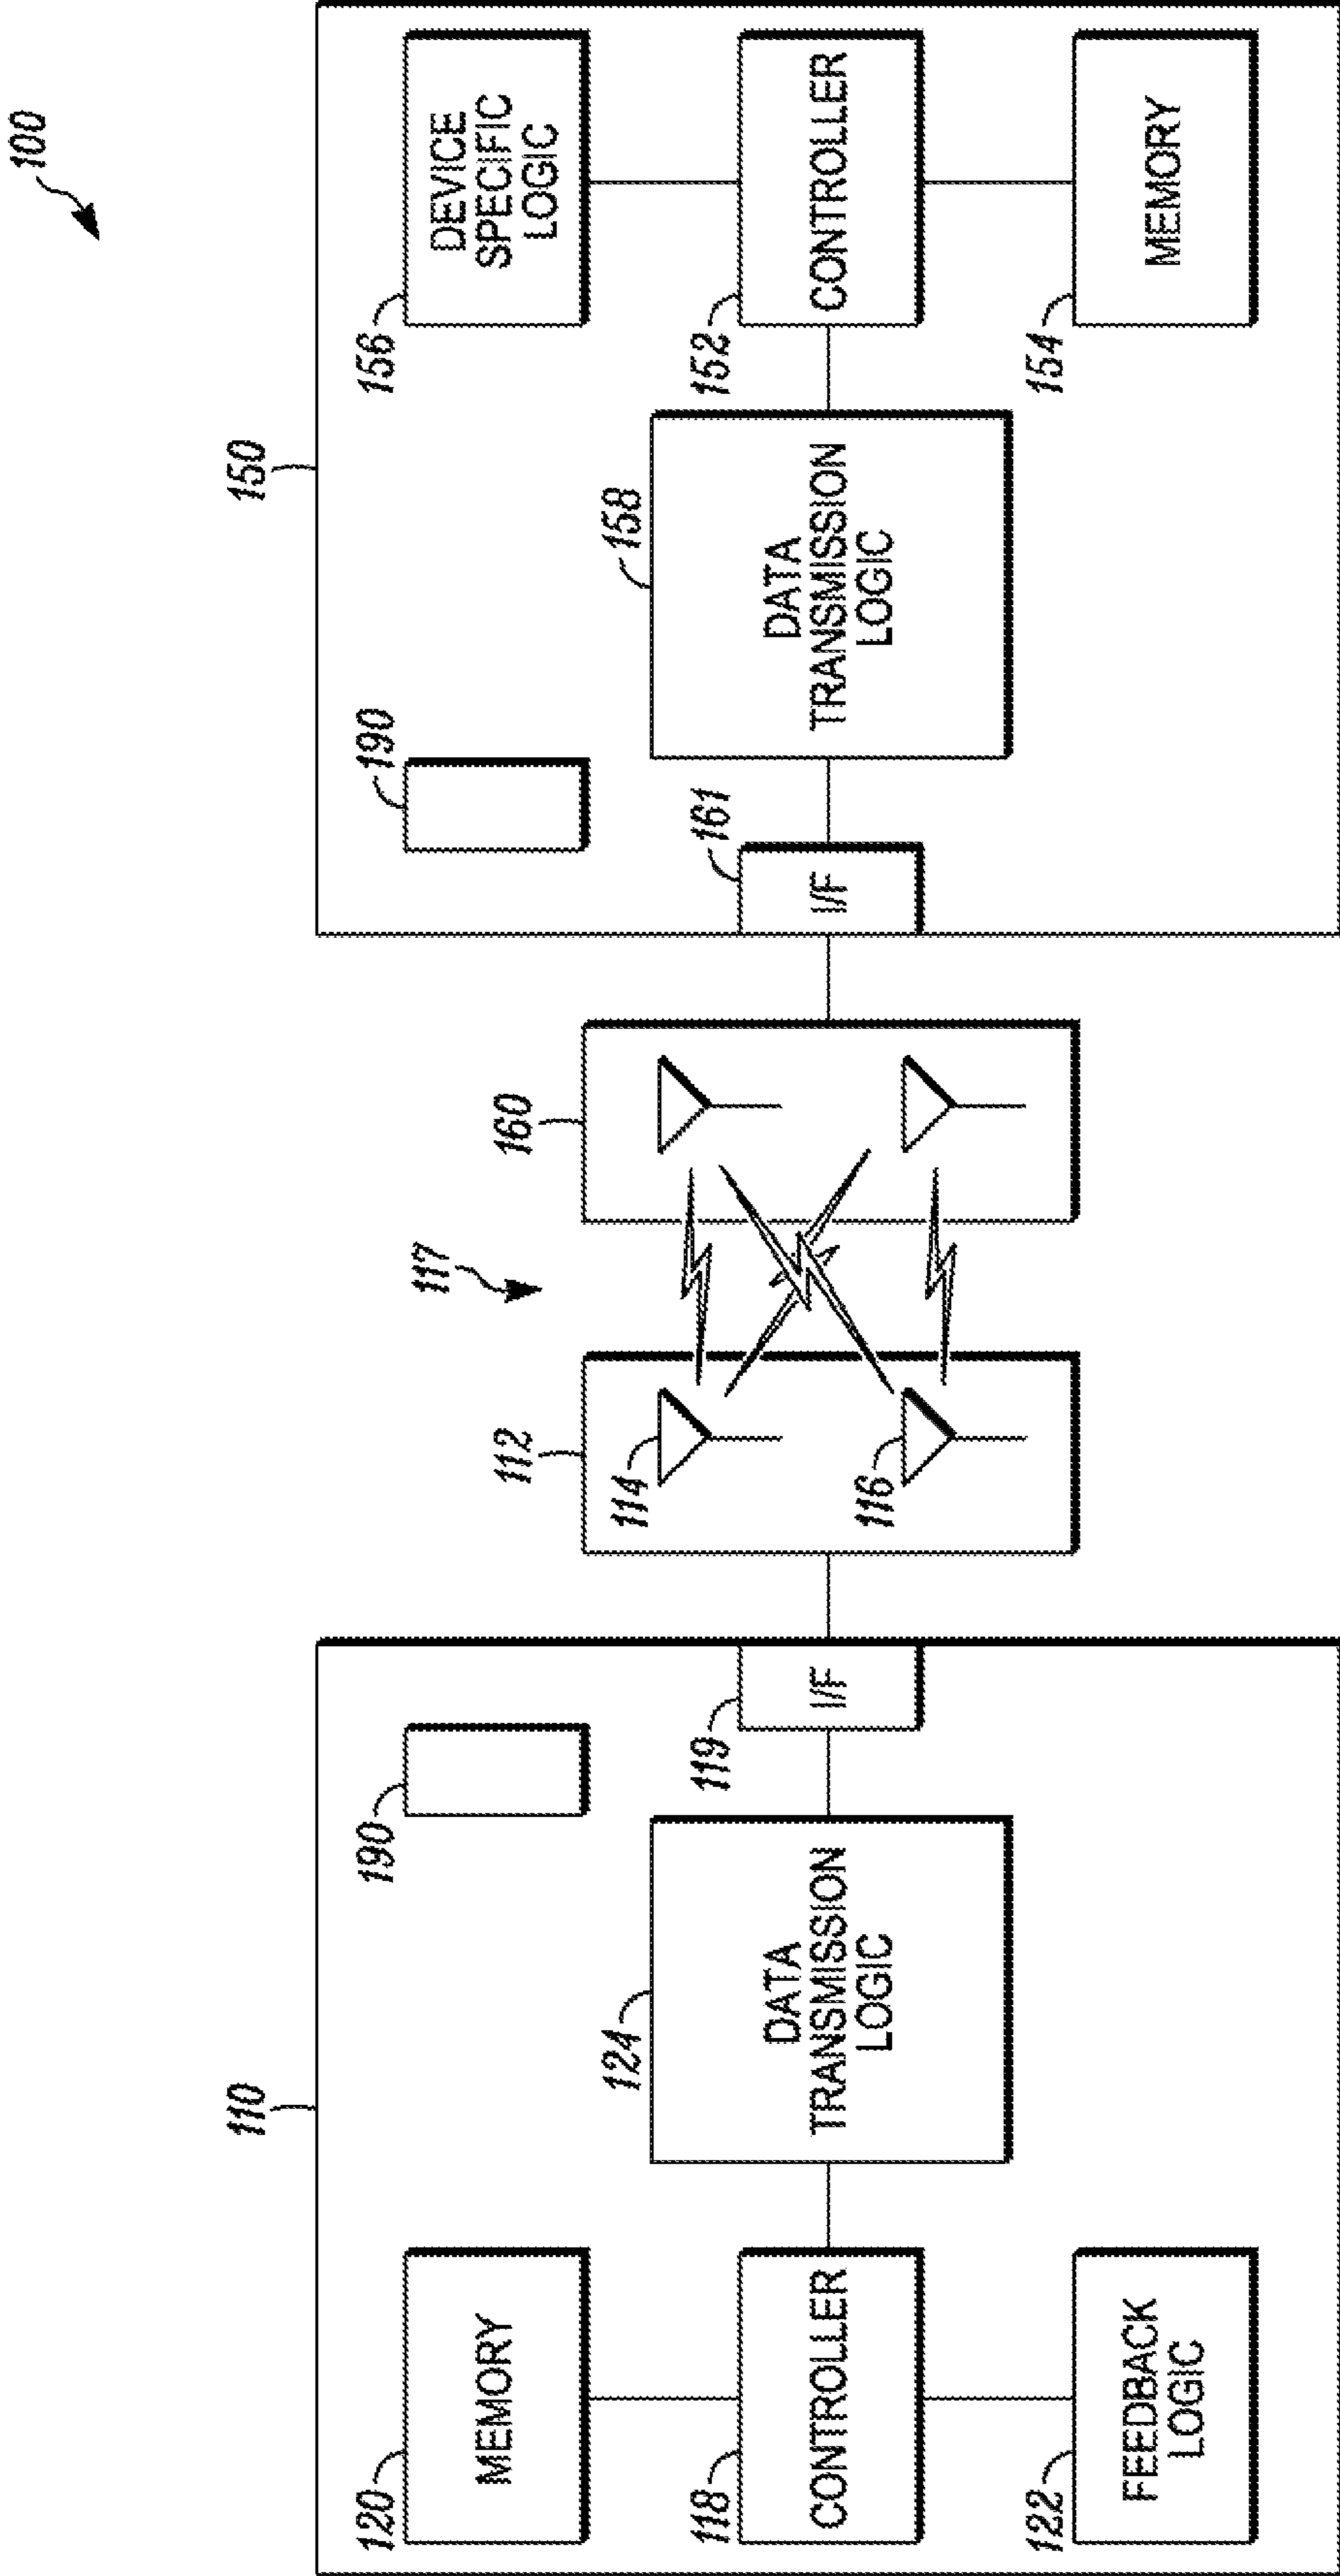 100
110
150
120
MEMORY
190
190
156
DEVICE
SPECIFIC
LOGIC
117
112
160
124
DATA
TRANSMISSION
LOGIC
158
DATA
TRANSMISSION
LOGIC
114
118
CONTROLLER
119
I/F
161
I/F
152
CONTROLLER
116
122
FEEDBACK
LOGIC
154
MEMORY